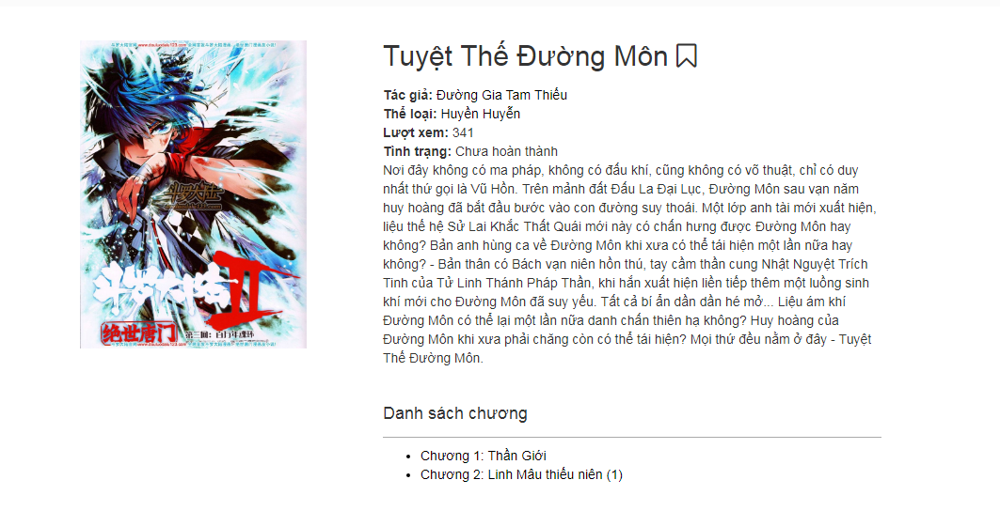 斗罗大陆
II
绝世唐门
第三回：百万年魂环
Tuyệt Thế Đường Môn
Tác giả: Đường Gia Tam Thiếu
Thể loại: Huyền Huyễn
Lượt xem: 341
Tình trạng: Chưa hoàn thành
Nơi đây không có ma pháp, không có đấu khí, cũng không có võ thuật, chỉ có duy
nhất thứ gọi là Vũ Hồn. Trên mảnh đất Đấu La Đại Lục, Đường Môn sau vạn năm
huy hoàng đã bắt đầu bước vào con đường suy thoái. Một lớp anh tài mới xuất hiện,
liệu thế hệ Sử Lai Khắc Thất Quái mới này có chấn hưng được Đường Môn hay
không? Bản anh hùng ca về Đường Môn khi xưa có thể tái hiện một lần nữa hay
không? - Bản thân có Bách vạn niên hồn thú, tay cầm thần cung Nhật Nguyệt Trích
Tinh của Tử Linh Thánh Pháp Thần, khi hắn xuất hiện liền tiếp thêm một luồng sinh
khí mới cho Đường Môn đã suy yếu. Tất cả bí ẩn dần dần hé mở... Liệu ám khí
Đường Môn có thể lại một lần nữa danh chấn thiên hạ không? Huy hoàng của
Đường Môn khi xưa phải chăng còn có thể tái hiện? Mọi thứ đều nằm ở đây - Tuyệt
Thế Đường Môn.
Danh sách chương
Chương 1: Thần Giới
Chương 2: Linh Mâu thiếu niên (1)